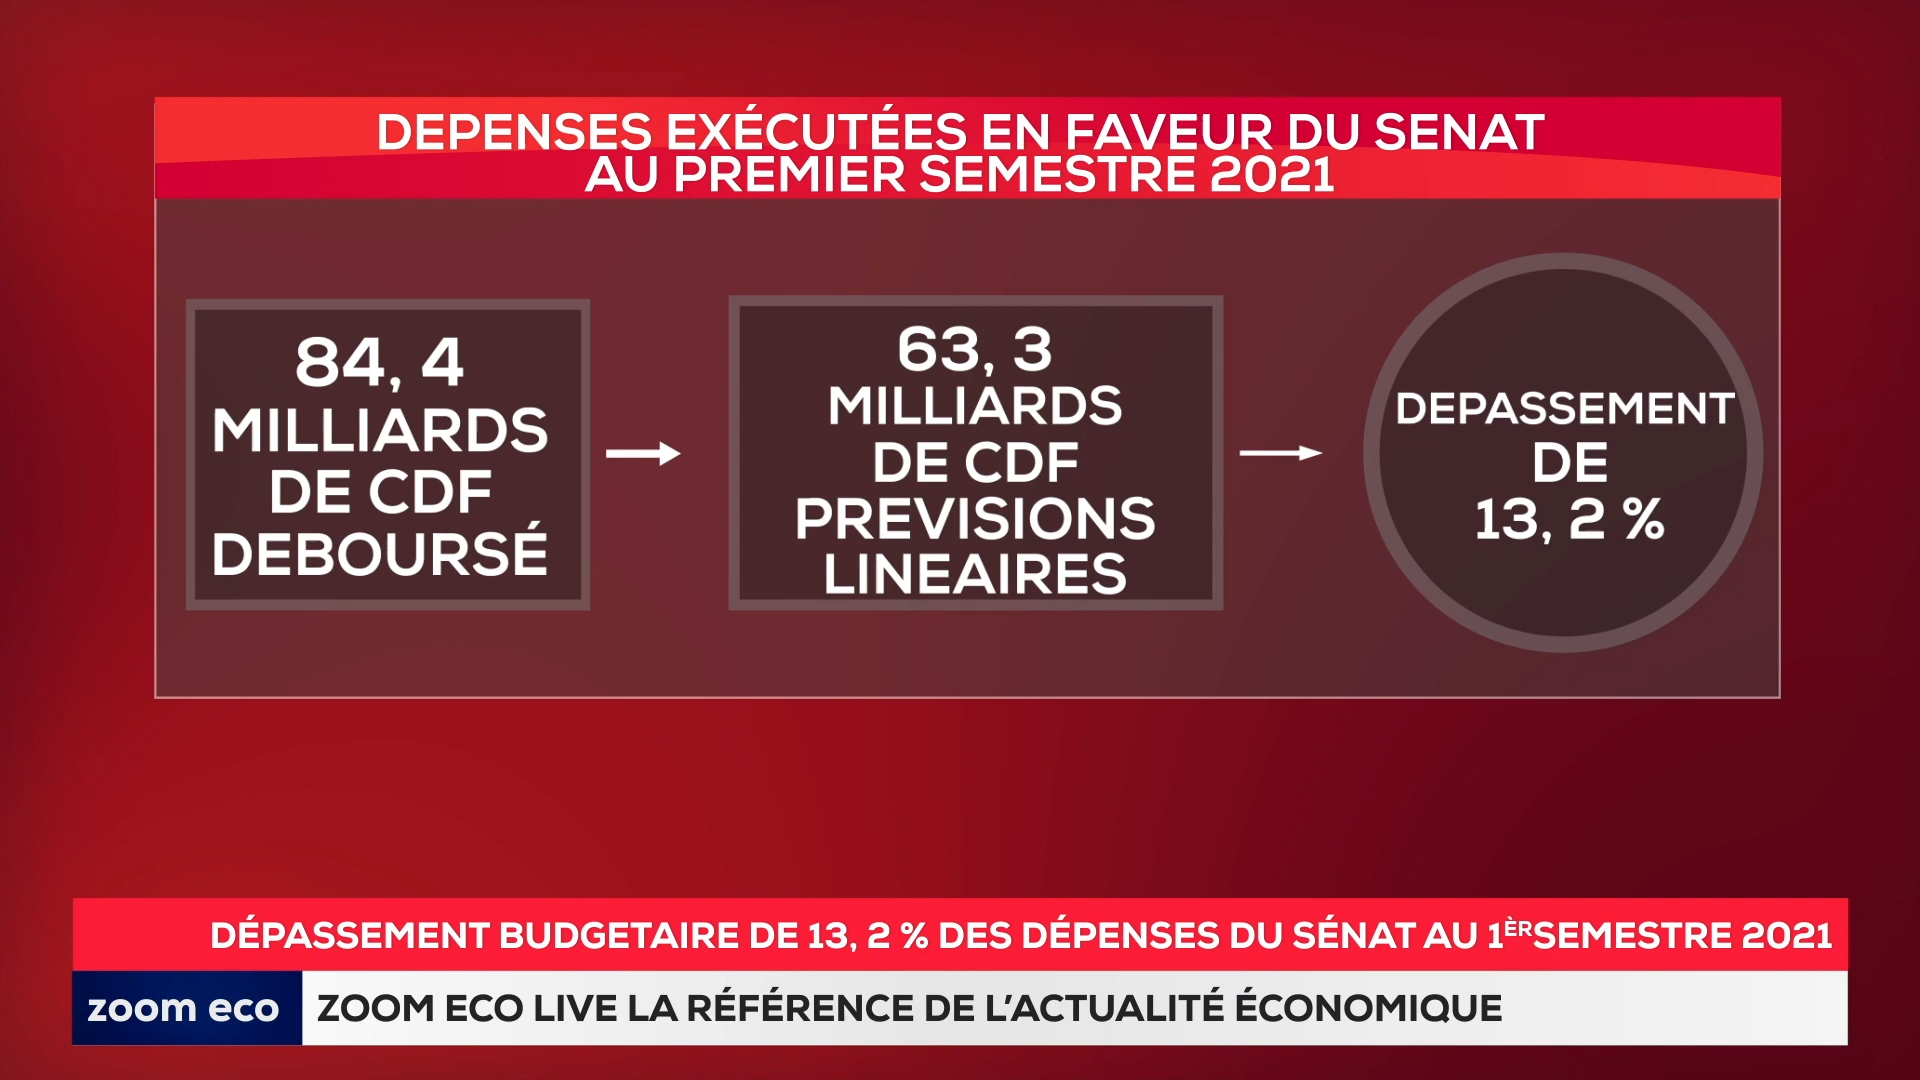 DEPENSES EXÉCUTÉES EN FAVEUR DU SENAT
AU PREMIER SEMESTRE 2021
84, 4
MILLIARDS
DE CDF
DEBOURSÉ
63, 3
MILLIARDS
DE CDF
PREVISIONS
LINEAIRES
DEPASSEMENT
DE
13, 2 %
DÉPASSEMENT BUDGETAIRE DE 13, 2 % DES DÉPENSES DU SÉNAT AU 1ÈRSEMESTRE 2021
zoom eco
ZOOM ECO LIVE LA RÉFÉRENCE DE L'ACTUALITÉ ÉCONOMIQUE